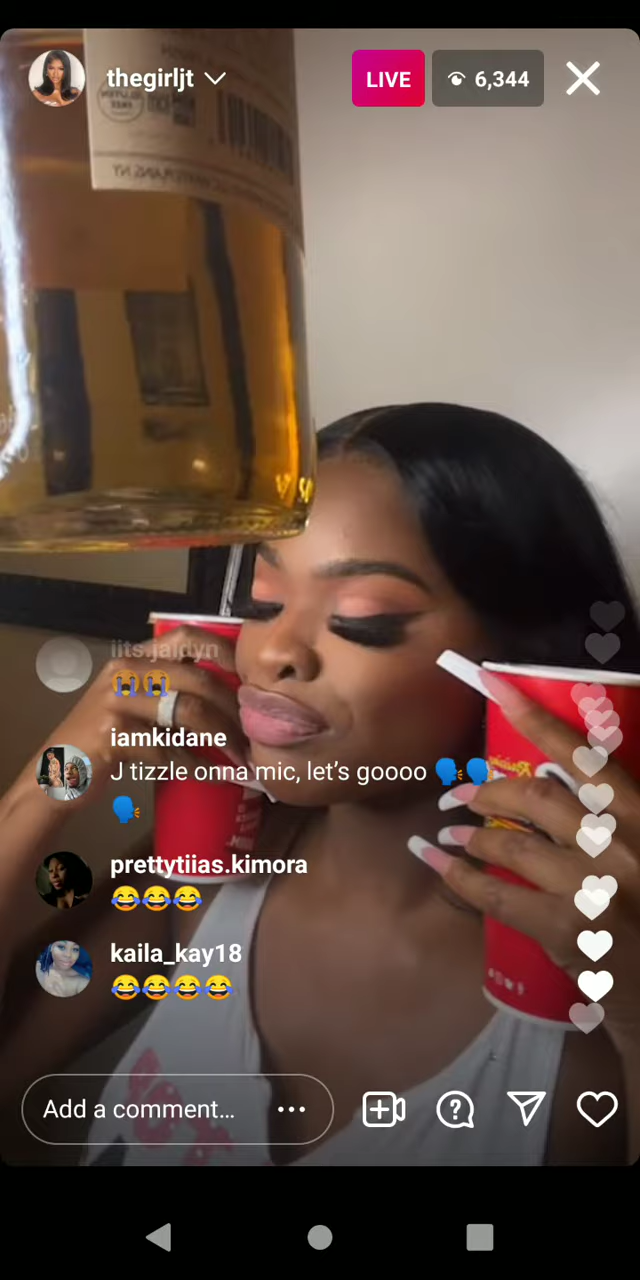 thegirljt
LIVE
6,344
iits.jaidyn
😭😭
iamkidane
J tizzle onna mic, let’s goooo 🗣️🗣️
🗣️
prettytiias.kimora
😂😂😂
kaila_kay18
😂😂😂😂
Add a comment...